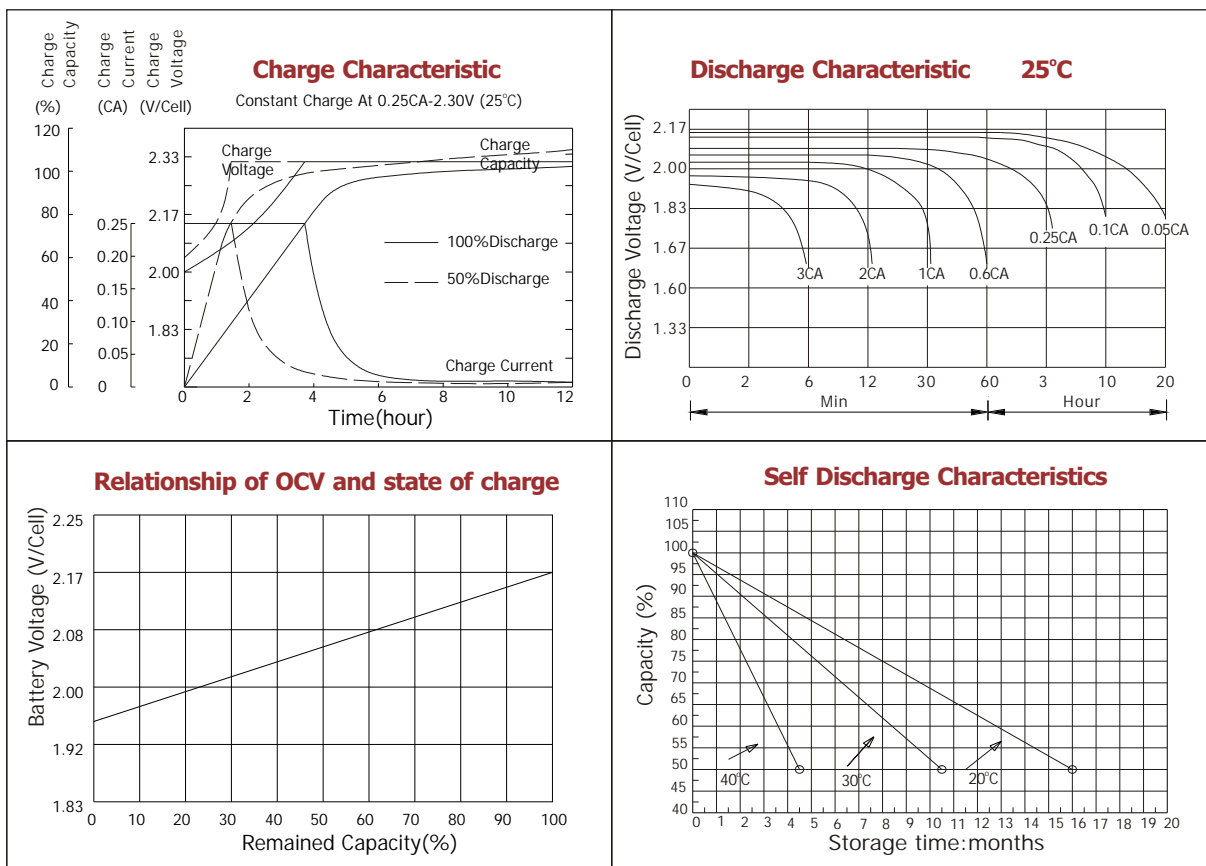 Charge Capacity
Charge Current
Charge Voltage
(%) (CA) (V/Cell)
Charge Characteristic
Constant Charge At 0.25CA-2.30V (25°C)
120
100
80
60
40
20
0
0.25
0.20
0.15
0.10
0.05
0
2.33
2.17
2.00
1.83
Charge Voltage
Charge Capacity
100%Discharge
50%Discharge
Charge Current
0 2 4 6 8 10 12
Time(hour)
Discharge Characteristic 25°C
Discharge Voltage (V/Cell)
2.17
2.00
1.83
1.67
1.60
1.33
3CA 2CA 1CA 0.6CA 0.25CA 0.1CA 0.05CA
0 2 6 12 30 60 3 10 20
Min Hour
Relationship of OCV and state of charge
Battery Voltage (V/Cell)
2.25
2.17
2.08
2.00
1.92
1.83
0 10 20 30 40 50 60 70 80 90 100
Remained Capacity(%)
Self Discharge Characteristics
Capacity (%)
110
105
100
95
90
85
80
75
70
65
60
55
50
45
40
40°C 30°C 20°C
0 1 2 3 4 5 6 7 8 9 10 11 12 13 14 15 16 17 18 19 20
Storage time:months